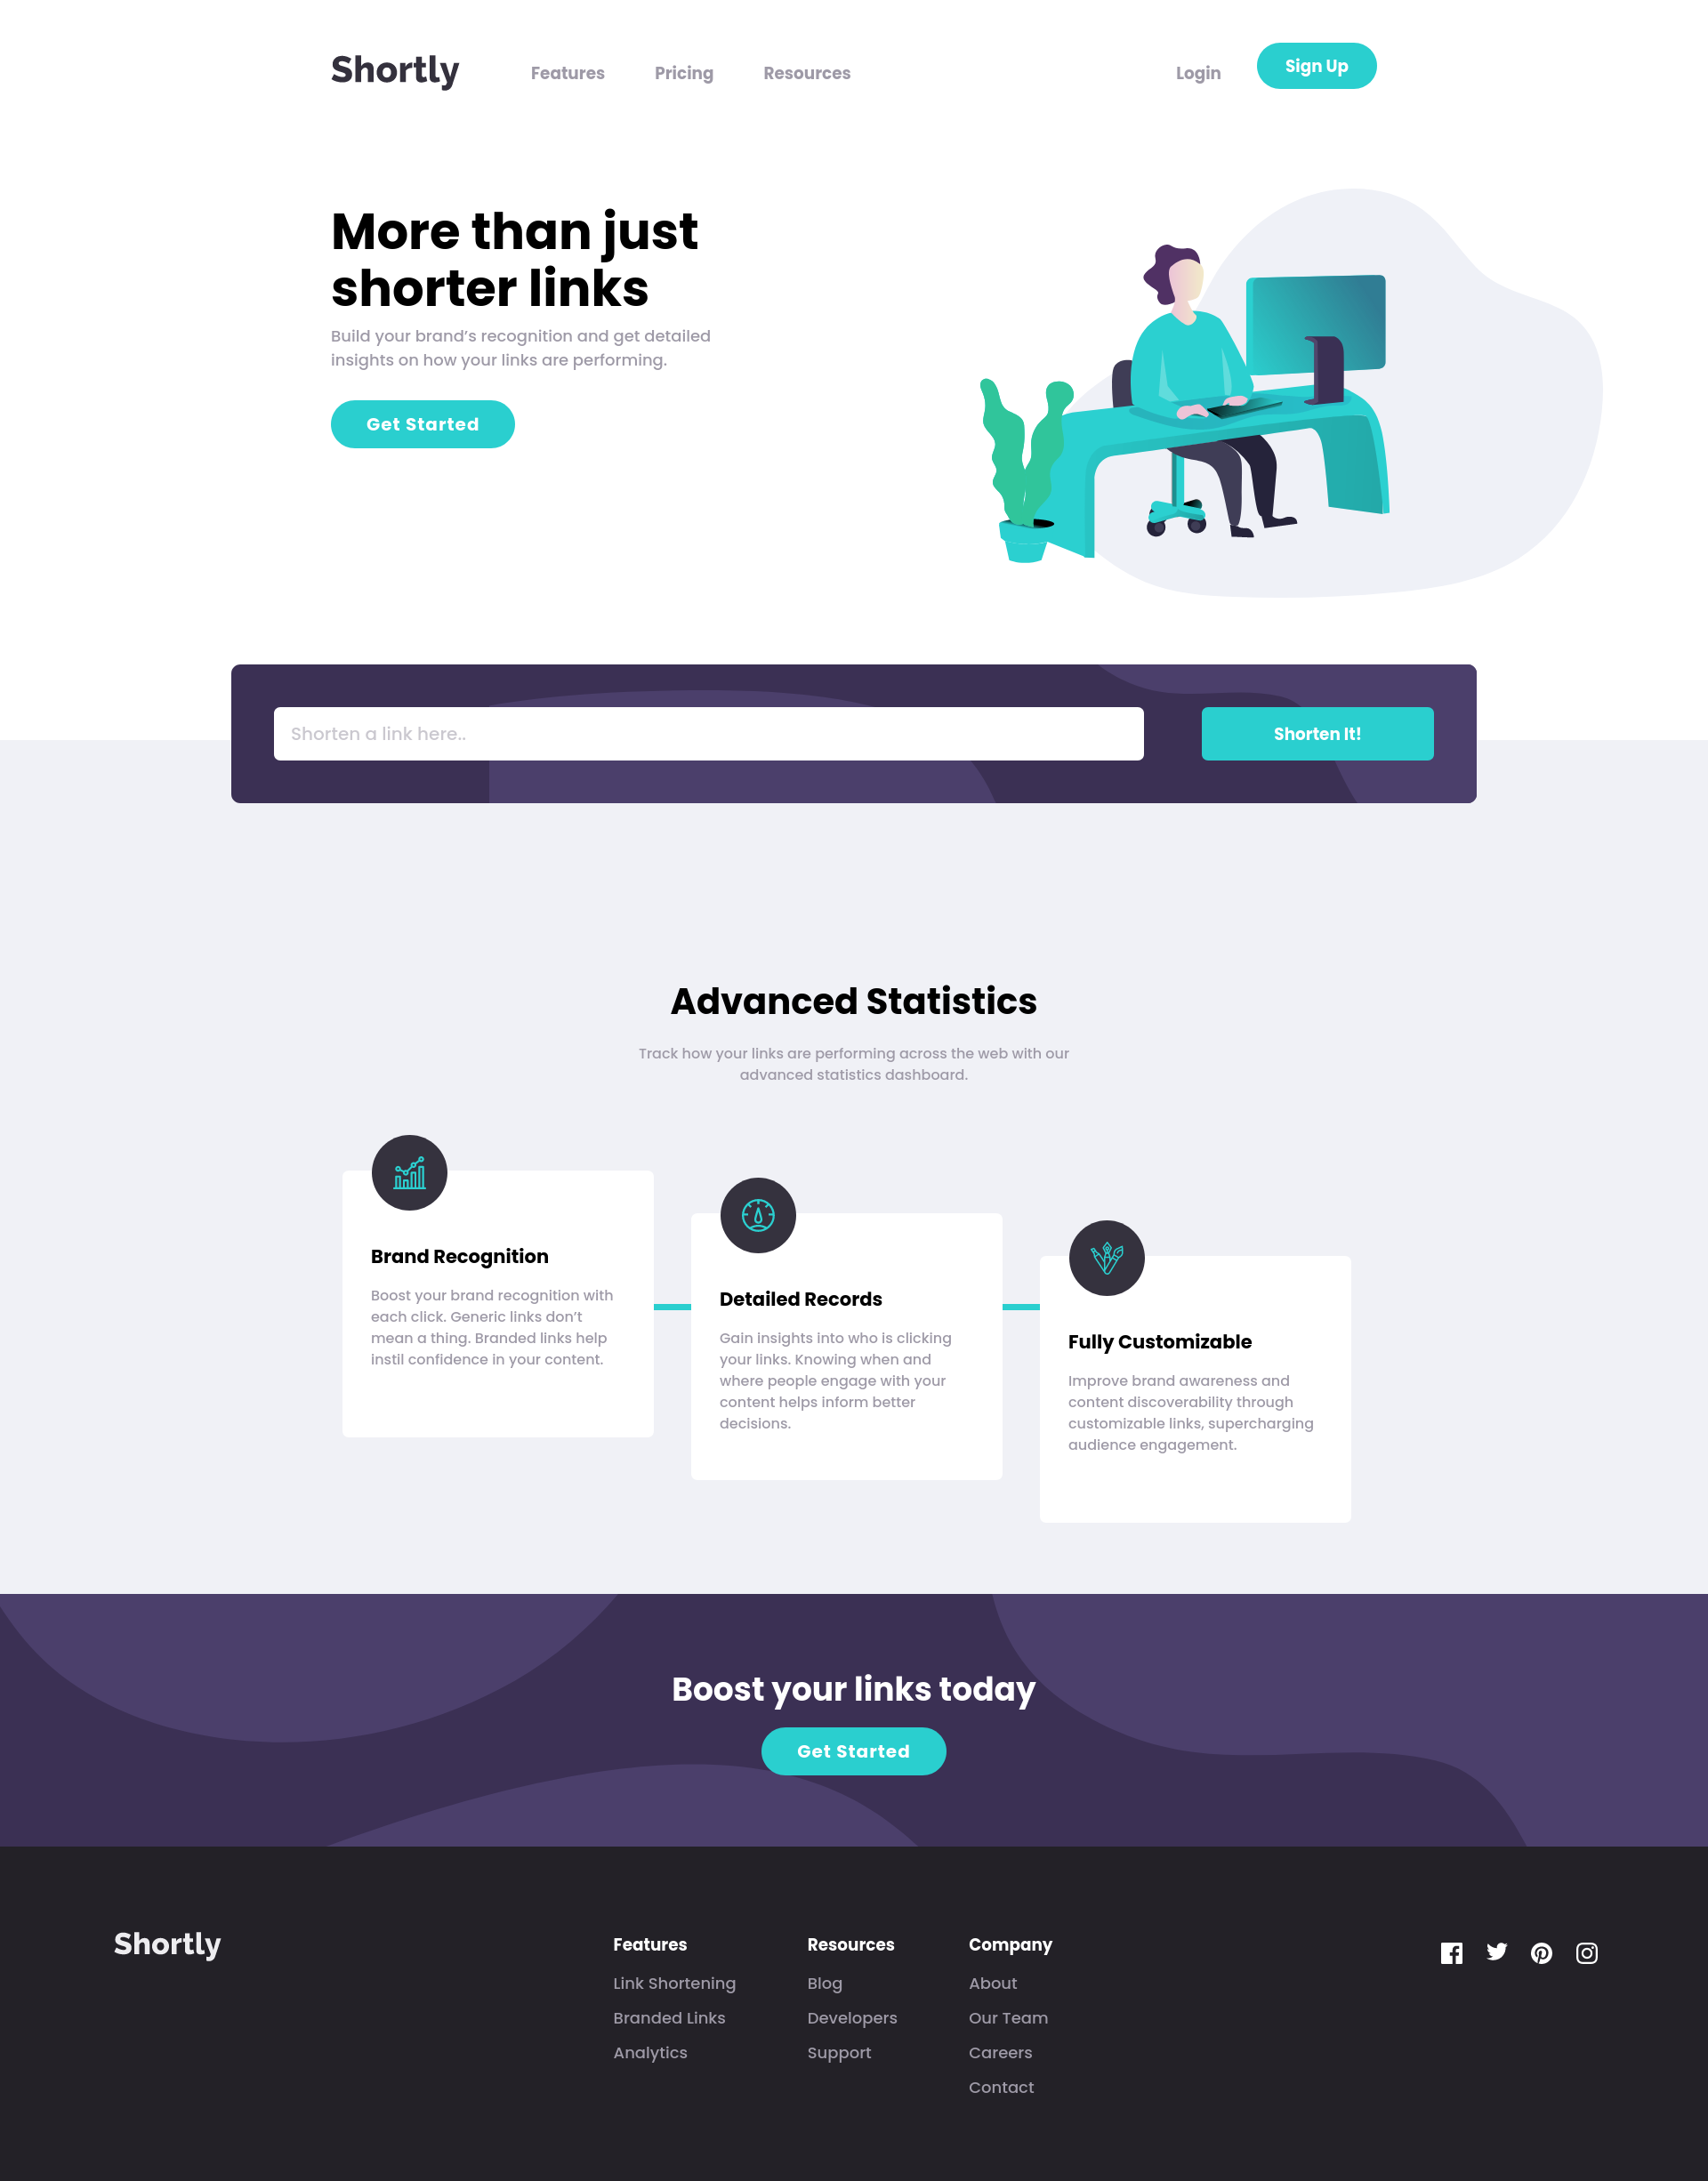 Shortly
Features
Pricing
Resources
Login
Sign Up
More than just
shorter links
Build your brand’s recognition and get detailed
insights on how your links are performing.
Get Started
Shorten a link here..
Shorten It!
Advanced Statistics
Track how your links are performing across the web with our
advanced statistics dashboard.
Brand Recognition
Boost your brand recognition with
each click. Generic links don’t
mean a thing. Branded links help
instil confidence in your content.
Detailed Records
Gain insights into who is clicking
your links. Knowing when and
where people engage with your
content helps inform better
decisions.
Fully Customizable
Improve brand awareness and
content discoverability through
customizable links, supercharging
audience engagement.
Boost your links today
Get Started
Shortly
Features
Link Shortening
Branded Links
Analytics
Resources
Blog
Developers
Support
Company
About
Our Team
Careers
Contact